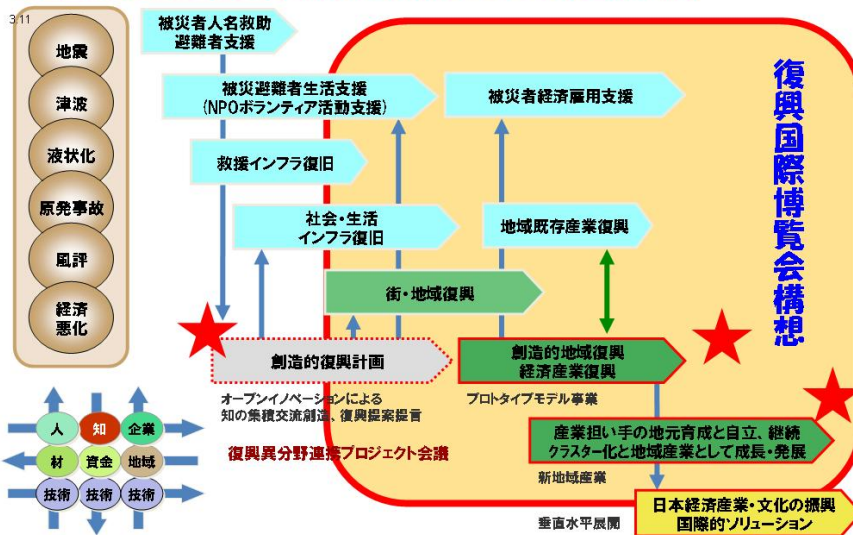 3.11
地震
津波
液状化
原発事故
風評
経済
悪化
被災者人名救助
避難者支援
被災避難者生活支援
(NPOボランティア活動支援)
被災者経済雇用支援
救援インフラ復旧
社会・生活
インフラ復旧
地域既存産業復興
街・地域復興
創造的復興計画
創造的地域復興
経済産業復興
オープンイノベーションによる
知の集積交流創造、復興提案提言
プロトタイプモデル事業
復興異分野連携プロジェクト会議
産業担い手の地元育成と自立、継続
クラスター化と地域産業として成長・発展
新地域産業
日本経済産業・文化の振興
国際的ソリューション
垂直水平展開
復興国際博覧会構想
人
知
企業
材
資金
地域
技術
技術
技術